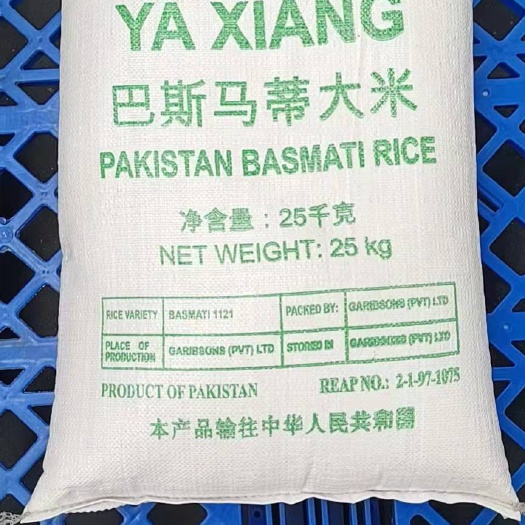 YA XIANG
巴斯马蒂大米
PAKISTAN BASMATI RICE
净含量：25千克
NET WEIGHT: 25 kg
RICE VARIETY BASMATI 1121 PACKED BY: GARIBSONS (PVT) LTD
PLACE OF PRODUCTION GARIBSONS (PVT) LTD STORED IN GARIBSONS (PVT) LTD
PRODUCT OF PAKISTAN REAP NO.: 2-1-97-1075
本产品输往中华人民共和国